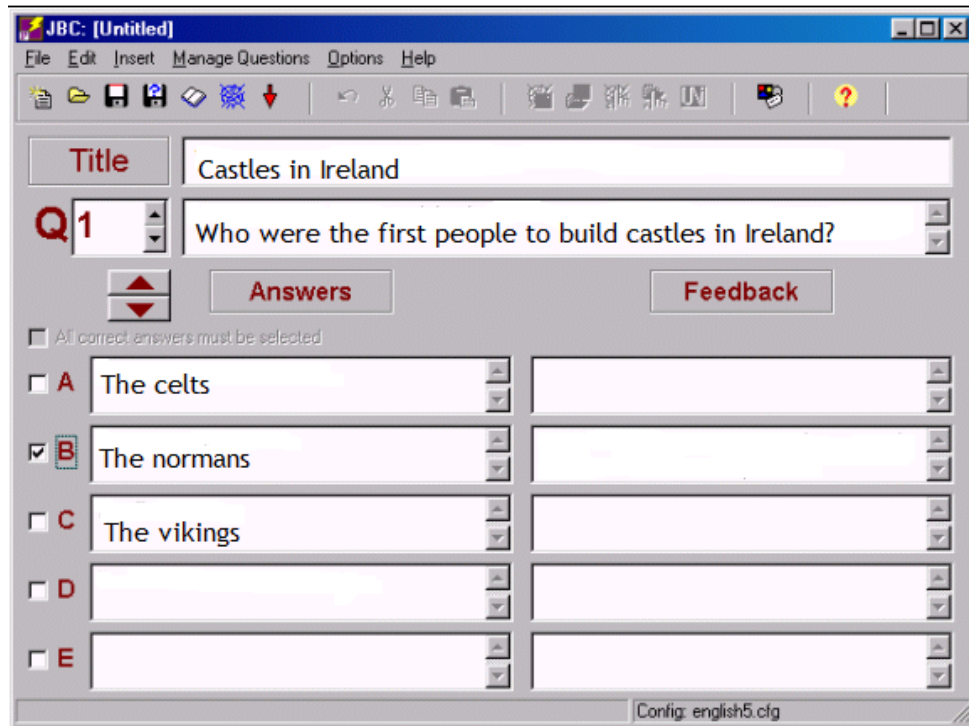 JBC: [Untitled]
File Edit Insert Manage Questions Options Help
Title
Castles in Ireland
Q 1
Who were the first people to build castles in Ireland?
Answers Feedback
All correct answers must be selected
A The celts
B The normans
C The vikings
D
E
Config: english5.cfg